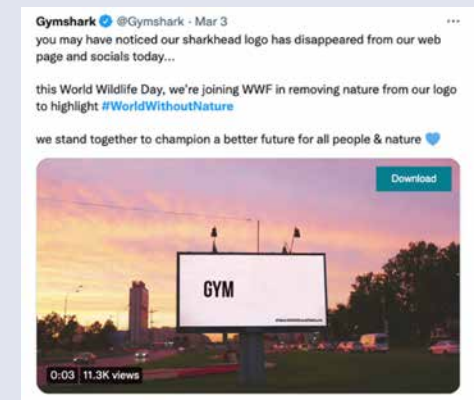 Gymshark @Gymshark · Mar 3
you may have noticed our sharkhead logo has disappeared from our web
page and socials today...
this World Wildlife Day, we're joining WWF in removing nature from our logo
to highlight #WorldWithoutNature
we stand together to champion a better future for all people & nature
Download
GYM
0:03 11.3K views